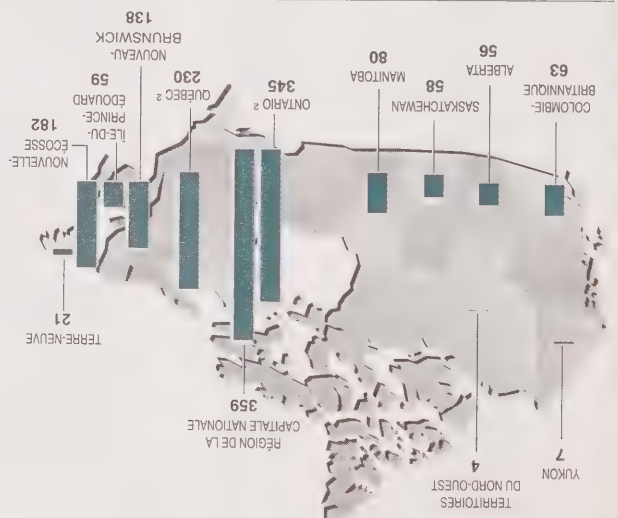 YUKON
7
TERRITOIRES
DU NORD-OUEST
4
RÉGION DE LA
CAPITALE NATIONALE
359
TERRE-NEUVE
21
COLOMBIE-
BRITANNIQUE
63
ALBERTA
56
SASKATCHEWAN
58
MANITOBA
80
ONTARIO ²
345
QUÉBEC ²
230
NOUVEAU-
BRUNSWICK
138
ÎLE-DU-
PRINCE-
ÉDOUARD
59
NOUVELLE-
ÉCOSSE
182